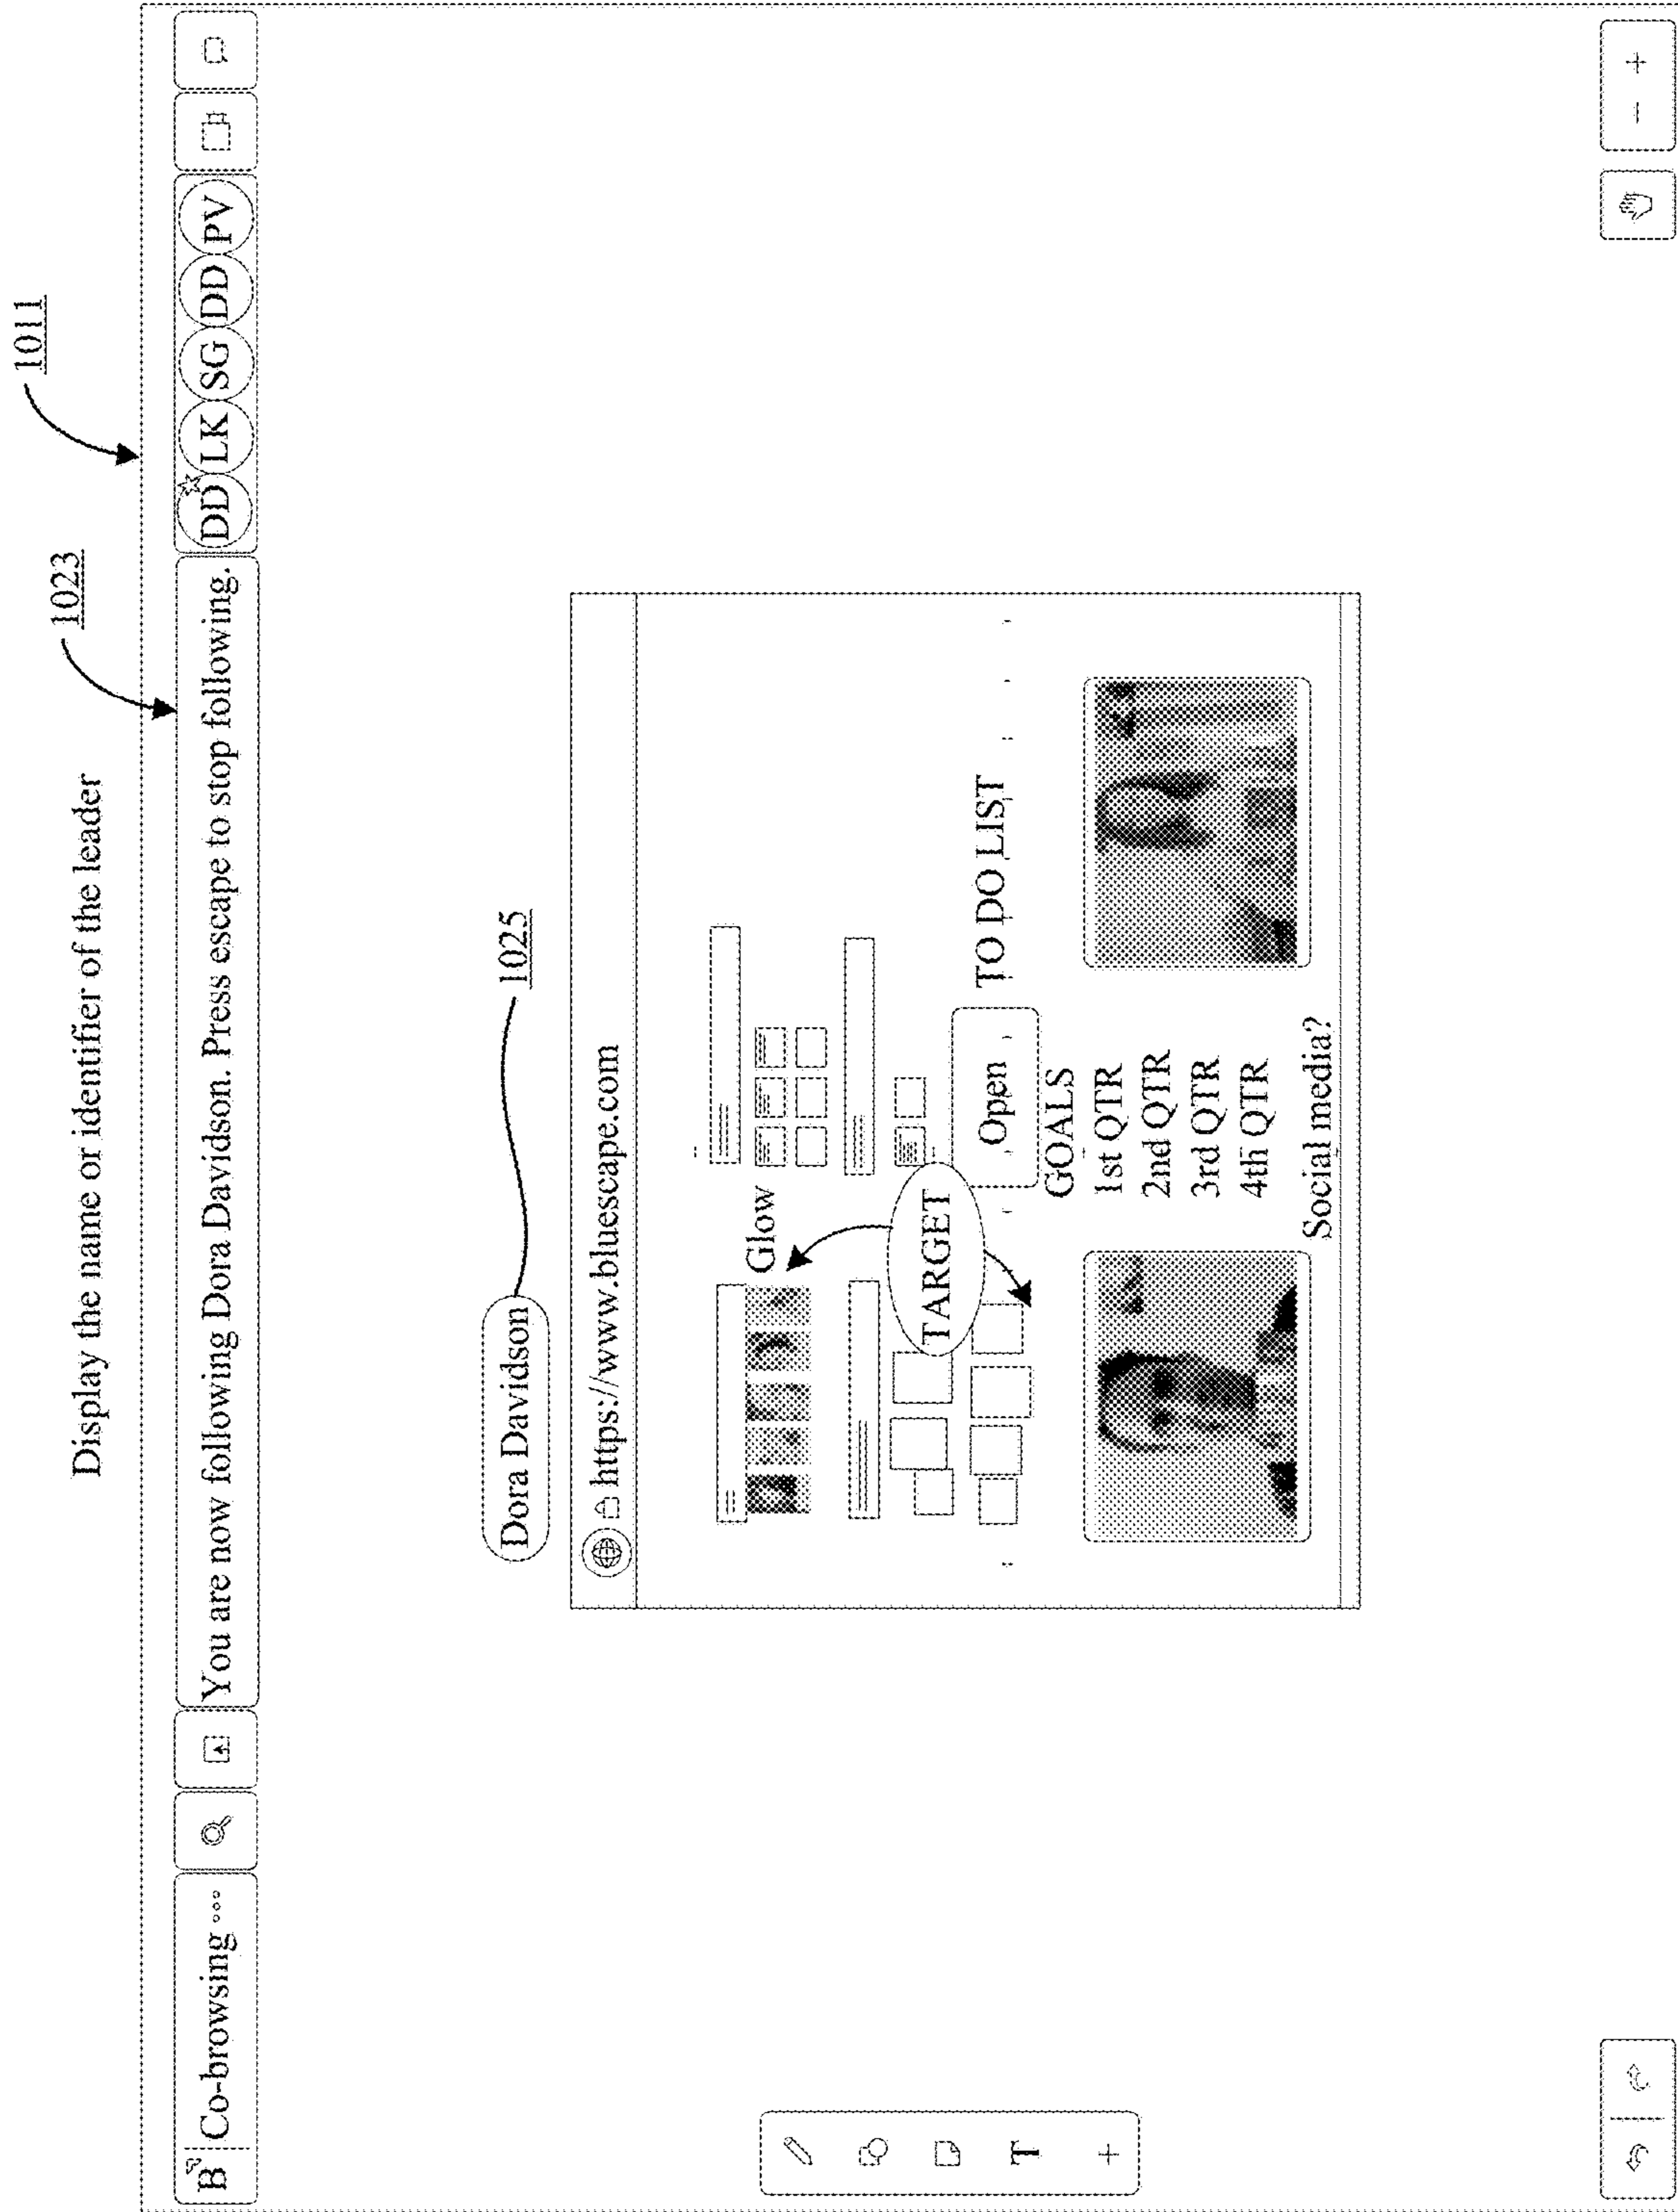 1011
Display the name or identifier of the leader
1023
B Co-browsing
You are now following Dora Davidson. Press escape to stop following.
DD LK SG DD PV
Dora Davidson
1025
https://www.bluescape.com
Glow
TARGET
Open
TO DO LIST
GOALS
1st QTR
2nd QTR
3rd QTR
4th QTR
Social media?
T